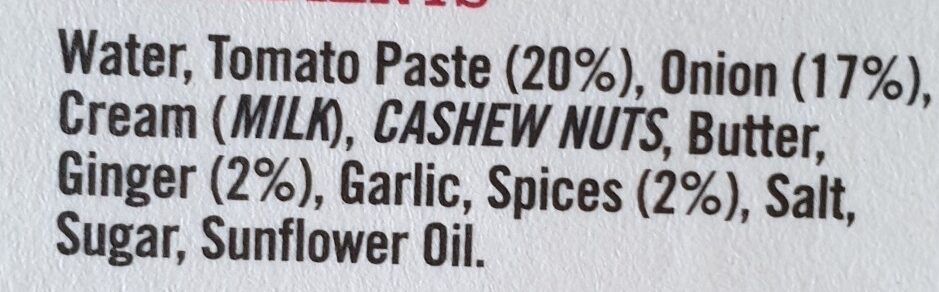 Water, Tomato Paste (20%), Onion (17%),
Cream (MILK), CASHEW NUTS, Butter,
Ginger (2%), Garlic, Spices (2%), Salt,
Sugar, Sunflower Oil.